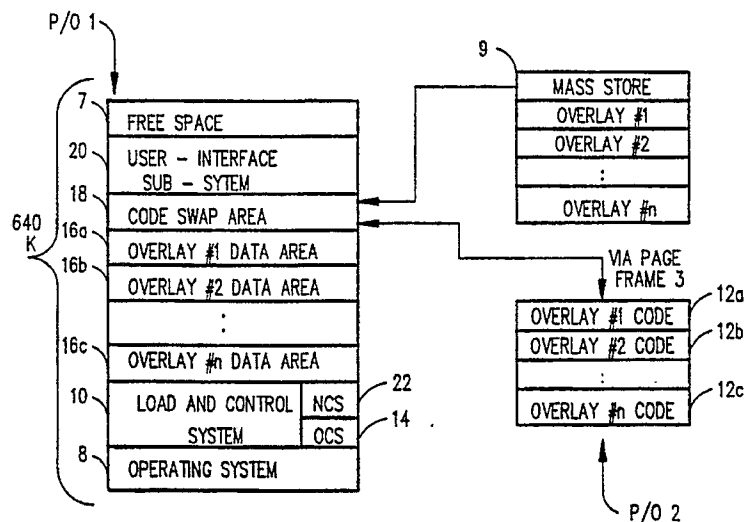 P/O 1
7
FREE SPACE
20
USER - INTERFACE
SUB - SYTEM
18
CODE SWAP AREA
640
K
16a
OVERLAY #1 DATA AREA
16b
OVERLAY #2 DATA AREA
:
16c
OVERLAY #n DATA AREA
10
LOAD AND CONTROL
SYSTEM
NCS
22
OCS
14
8
OPERATING SYSTEM
9
MASS STORE
OVERLAY #1
OVERLAY #2
:
OVERLAY #n
VIA PAGE
FRAME 3
OVERLAY #1 CODE
12a
OVERLAY #2 CODE
12b
:
OVERLAY #n CODE
12c
P/O 2